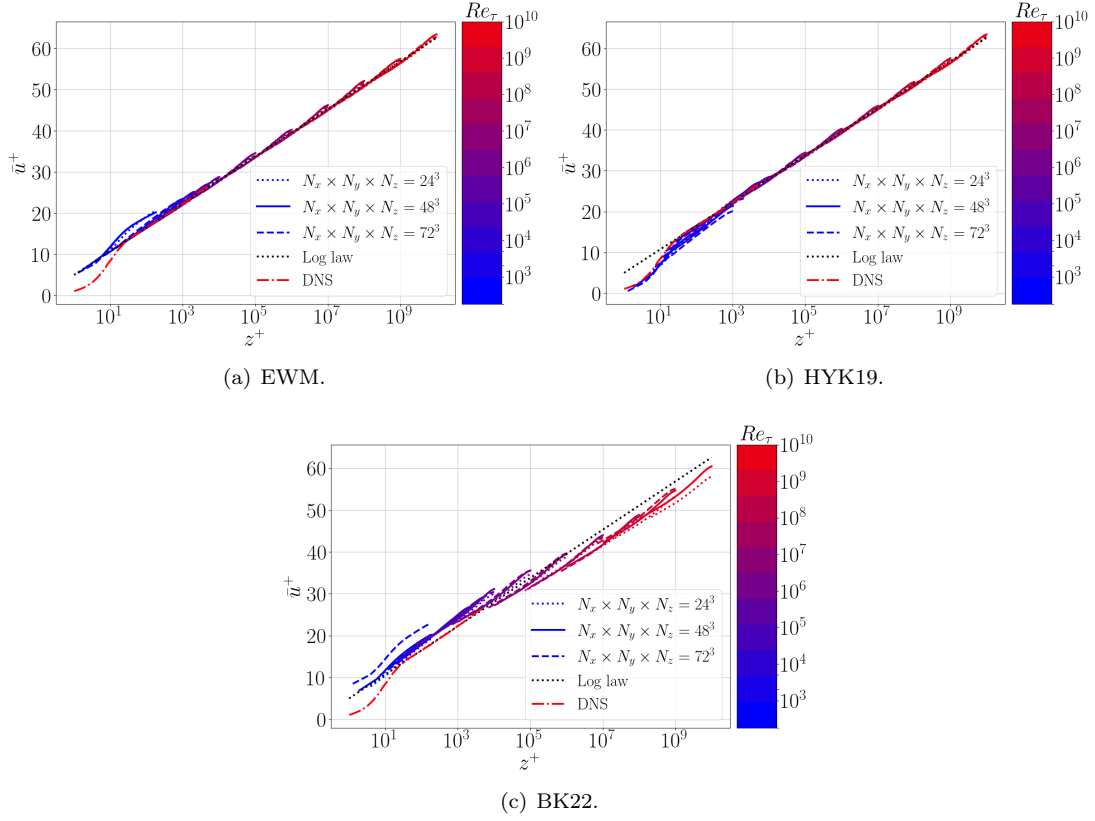 Re_τ
10^10
10^9
10^8
10^7
10^6
10^5
10^4
10^3
60
50
40
30
20
10
0
ū^+
N_x × N_y × N_z = 24^3
N_x × N_y × N_z = 48^3
N_x × N_y × N_z = 72^3
Log law
DNS
10^1 10^3 10^5 10^7 10^9
z^+
(a) EWM.
Re_τ
10^10
10^9
10^8
10^7
10^6
10^5
10^4
10^3
60
50
40
30
20
10
0
ū^+
N_x × N_y × N_z = 24^3
N_x × N_y × N_z = 48^3
N_x × N_y × N_z = 72^3
Log law
DNS
10^1 10^3 10^5 10^7 10^9
z^+
(b) HYK19.
Re_τ
10^10
10^9
10^8
10^7
10^6
10^5
10^4
10^3
60
50
40
30
20
10
0
ū^+
N_x × N_y × N_z = 24^3
N_x × N_y × N_z = 48^3
N_x × N_y × N_z = 72^3
Log law
DNS
10^1 10^3 10^5 10^7 10^9
z^+
(c) BK22.